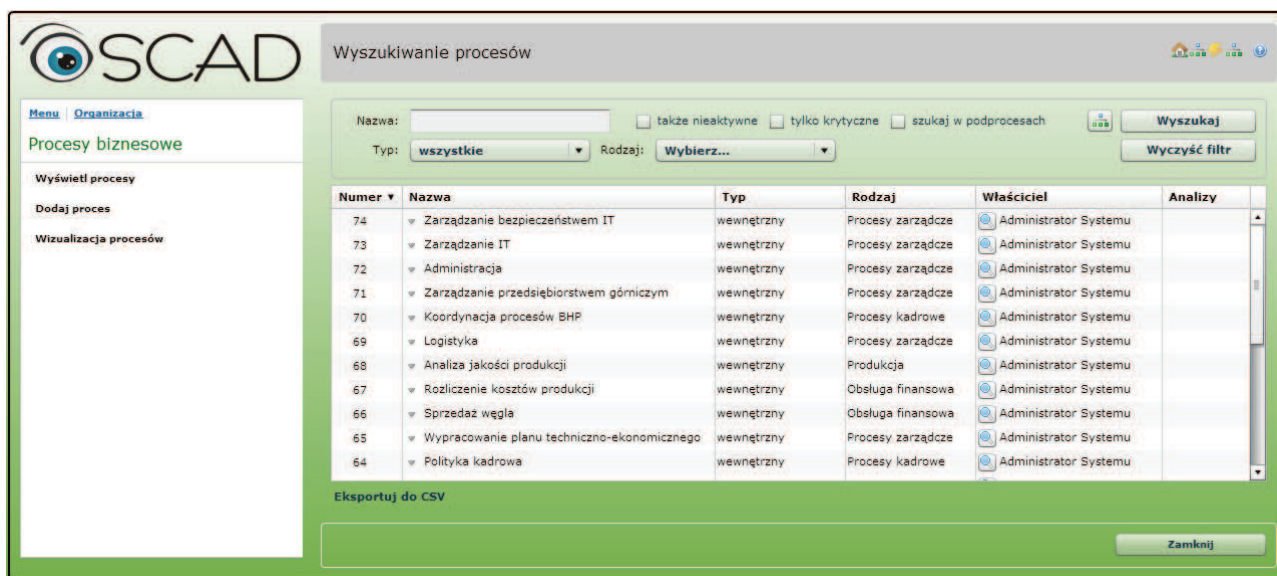 OSCAD
Wyszukiwanie procesów
Menu Organizacja
Procesy biznesowe
Wyświetl procesy
Dodaj proces
Wizualizacja procesów
Nazwa: także nieaktywne tylko krytyczne szukaj w podprocesach Wyszukaj
Typ: wszystkie Rodzaj: Wybierz... Wyczyść filtr
Numer Nazwa Typ Rodzaj Właściciel Analizy
74 Zarządzanie bezpieczeństwem IT wewnętrzny Procesy zarządcze Administrator Systemu
73 Zarządzanie IT wewnętrzny Procesy zarządcze Administrator Systemu
72 Administracja wewnętrzny Procesy zarządcze Administrator Systemu
71 Zarządzanie przedsiębiorstwem górniczym wewnętrzny Procesy zarządcze Administrator Systemu
70 Koordynacja procesów BHP wewnętrzny Procesy kadrowe Administrator Systemu
69 Logistyka wewnętrzny Procesy zarządcze Administrator Systemu
68 Analiza jakości produkcji wewnętrzny Produkcja Administrator Systemu
67 Rozliczenie kosztów produkcji wewnętrzny Obsługa finansowa Administrator Systemu
66 Sprzedaż węgla wewnętrzny Obsługa finansowa Administrator Systemu
65 Wypracowanie planu techniczno-ekonomicznego wewnętrzny Procesy zarządcze Administrator Systemu
64 Polityka kadrowa wewnętrzny Procesy kadrowe Administrator Systemu
Eksportuj do CSV
Zamknij